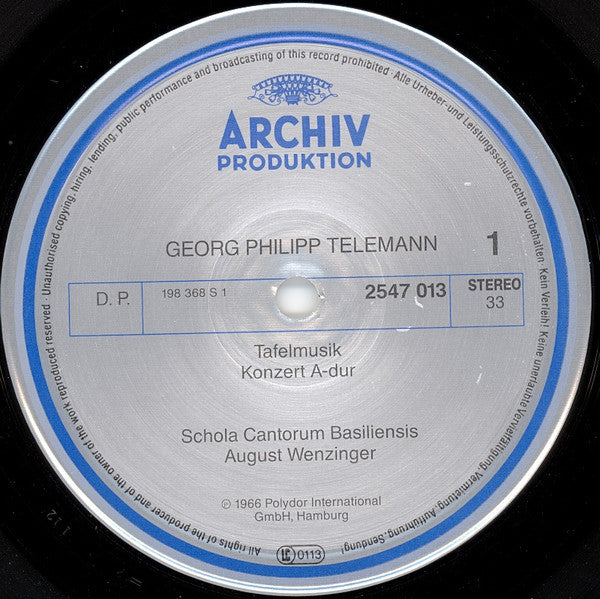 ARCHIV
PRODUKTION
GEORG PHILIPP TELEMANN
1
D. P.
198 368 S 1
2547 013
STEREO
33
Tafelmusik
Konzert A-dur
Schola Cantorum Basiliensis
August Wenzinger
℗ 1966 Polydor International
GmbH, Hamburg
LC 0113
All rights of the producer and of the owner of the work reproduced reserved · Unauthorised copying, hiring, lending, public performance and broadcasting of this record prohibited · Alle Urheber- und Leistungsschutzrechte vorbehalten · Kein Verleih! Keine unerlaubte Vervielfältigung, Vermietung, Aufführung, Sendung!
112